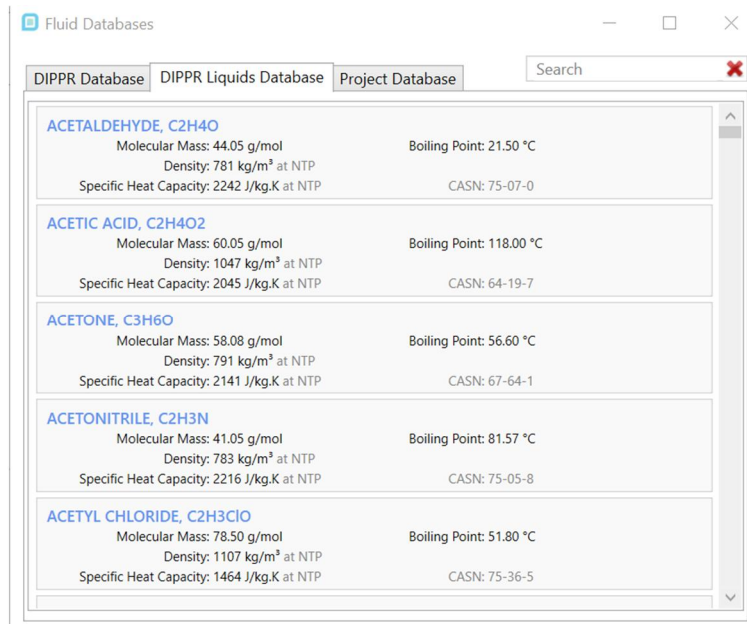 Fluid Databases
DIPPR Database DIPPR Liquids Database Project Database Search
ACETALDEHYDE, C2H4O
Molecular Mass: 44.05 g/mol Boiling Point: 21.50 °C
Density: 781 kg/m³ at NTP
Specific Heat Capacity: 2242 J/kg.K at NTP CASN: 75-07-0
ACETIC ACID, C2H4O2
Molecular Mass: 60.05 g/mol Boiling Point: 118.00 °C
Density: 1047 kg/m³ at NTP
Specific Heat Capacity: 2045 J/kg.K at NTP CASN: 64-19-7
ACETONE, C3H6O
Molecular Mass: 58.08 g/mol Boiling Point: 56.60 °C
Density: 791 kg/m³ at NTP
Specific Heat Capacity: 2141 J/kg.K at NTP CASN: 67-64-1
ACETONITRILE, C2H3N
Molecular Mass: 41.05 g/mol Boiling Point: 81.57 °C
Density: 783 kg/m³ at NTP
Specific Heat Capacity: 2216 J/kg.K at NTP CASN: 75-05-8
ACETYL CHLORIDE, C2H3ClO
Molecular Mass: 78.50 g/mol Boiling Point: 51.80 °C
Density: 1107 kg/m³ at NTP
Specific Heat Capacity: 1464 J/kg.K at NTP CASN: 75-36-5